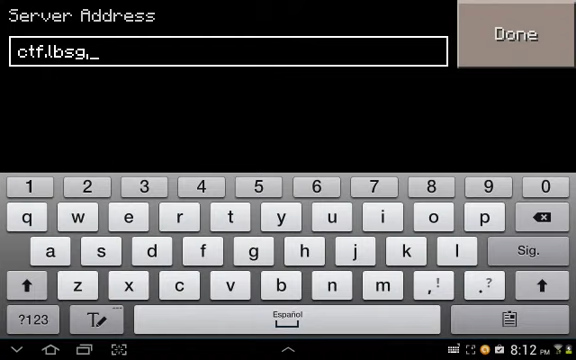 Server Address
Done
ctf.lbsg,_
1 2 3 4 5 6 7 8 9 0
q w e r t y u i o p
a s d f g h j k l Sig.
z x c v b n m ,! .?
?123 T Español
8:12 PM